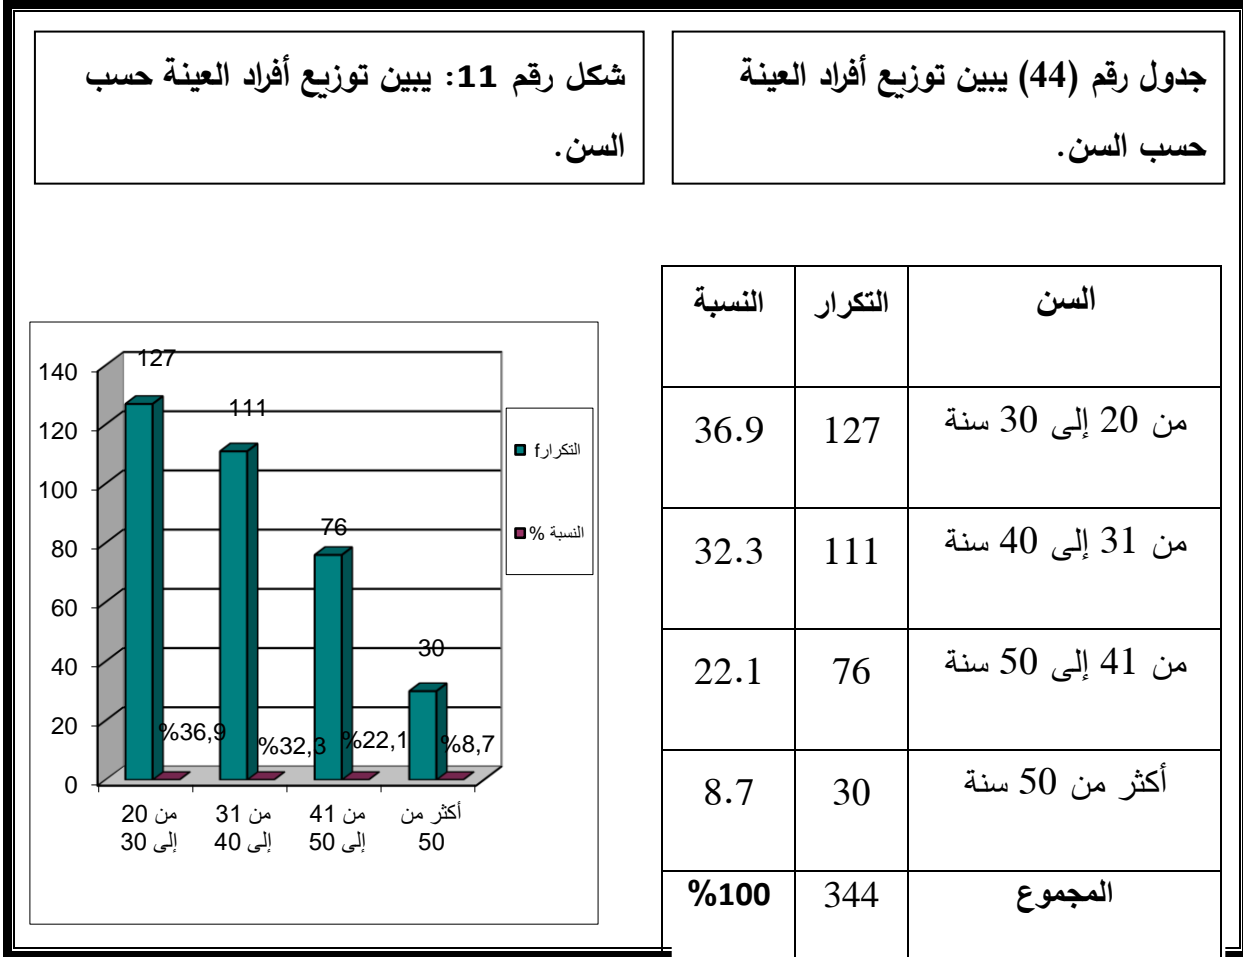 جدول رقم (44) يبين توزيع أفراد العينة
حسب السن.
شكل رقم 11: يبين توزيع أفراد العينة حسب
السن.
السن التكرار النسبة
من 20 إلى 30 سنة 127 36.9
من 31 إلى 40 سنة 111 32.3
من 41 إلى 50 سنة 76 22.1
أكثر من 50 سنة 30 8.7
المجموع 344 %100
140
120
100
80
60
40
20
0
127
111
76
30
%36,9
%32,3
%22,1
%8,7
من 20
إلى 30
من 31
إلى 40
من 41
إلى 50
أكثر من
50
التكرارf
النسبة %